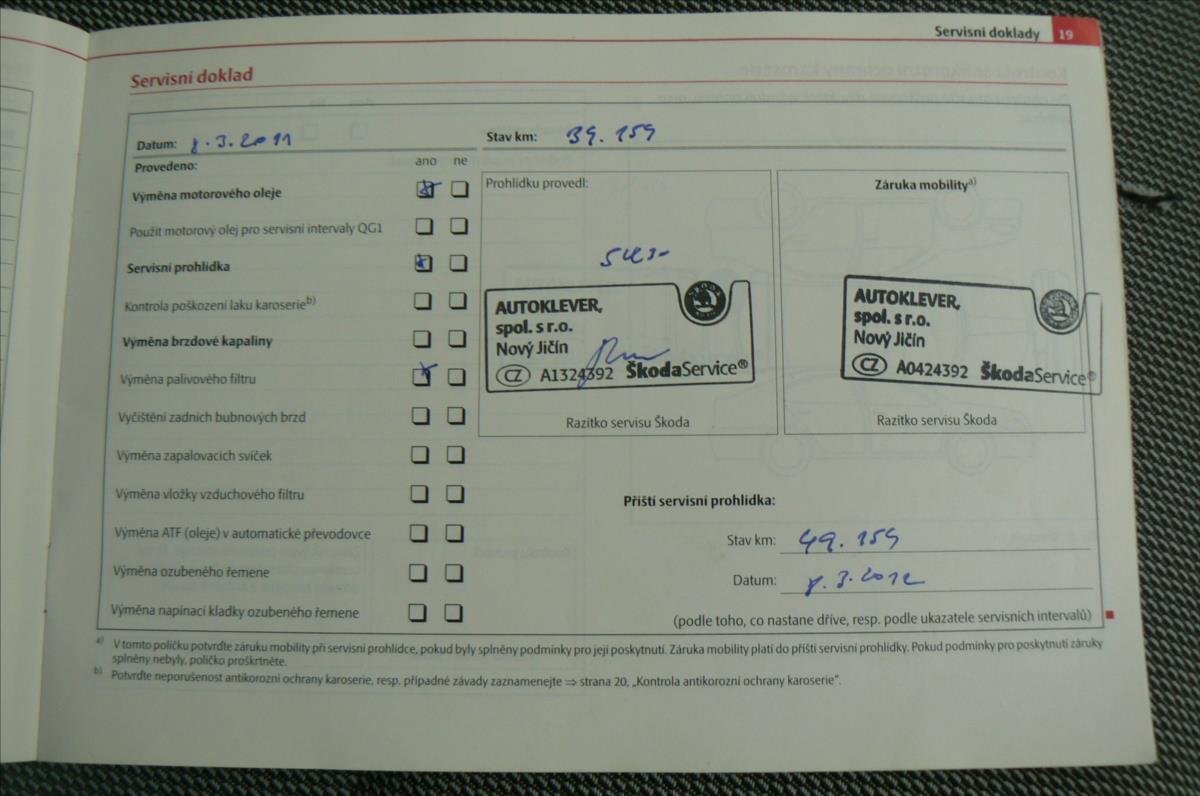 Servisní doklady 19
Servisní doklad
Datum: 8.3.2011 Stav km: 39.159
Provedeno: ano ne
Výměna motorového oleje
Použit motorový olej pro servisní intervaly QG1
Servisní prohlídka
Kontrola poškození laku karoserie b)
Výměna brzdové kapaliny
Výměna palivového filtru
Vyčištění zadních bubnových brzd
Výměna zapalovacích svíček
Výměna vložky vzduchového filtru
Výměna ATF (oleje) v automatické převodovce
Výměna ozubeného řemene
Výměna napínací kladky ozubeného řemene
Prohlídku provedl:
AUTOKLEVER,
spol. s r.o.
Nový Jičín
CZ A1324392 ŠkodaService®
Razítko servisu Škoda
Záruka mobility a)
AUTOKLEVER,
spol. s r.o.
Nový Jičín
CZ A0424392 ŠkodaService®
Razítko servisu Škoda
Příští servisní prohlídka:
Stav km: 49.159
Datum: 8.3.2012
(podle toho, co nastane dříve, resp. podle ukazatele servisních intervalů)
a) V tomto políčku potvrďte záruku mobility při servisní prohlídce, pokud byly splněny podmínky pro její poskytnutí. Záruka mobility platí do příští servisní prohlídky. Pokud podmínky pro poskytnutí záruky
splněny nebyly, políčko proškrtněte.
b) Potvrďte neporušenost antikorozní ochrany karoserie, resp. případné závady zaznamenejte ⇒ strana 20, „Kontrola antikorozní ochrany karoserie“.